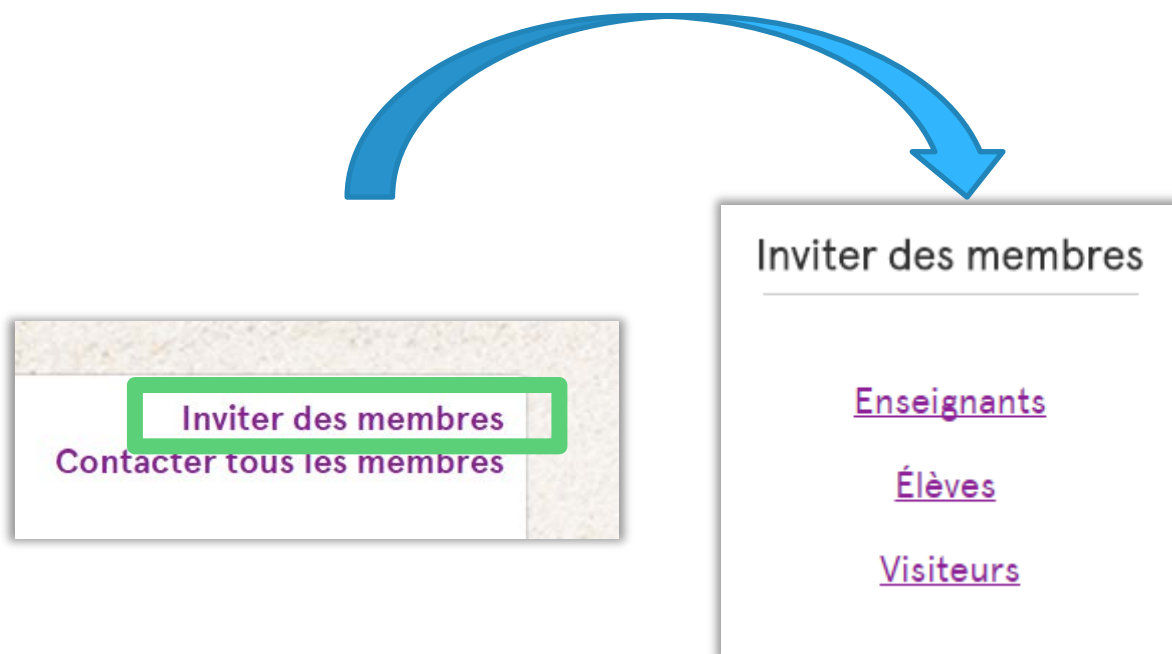 Inviter des membres
Contacter tous les membres
Inviter des membres
Enseignants
Élèves
Visiteurs